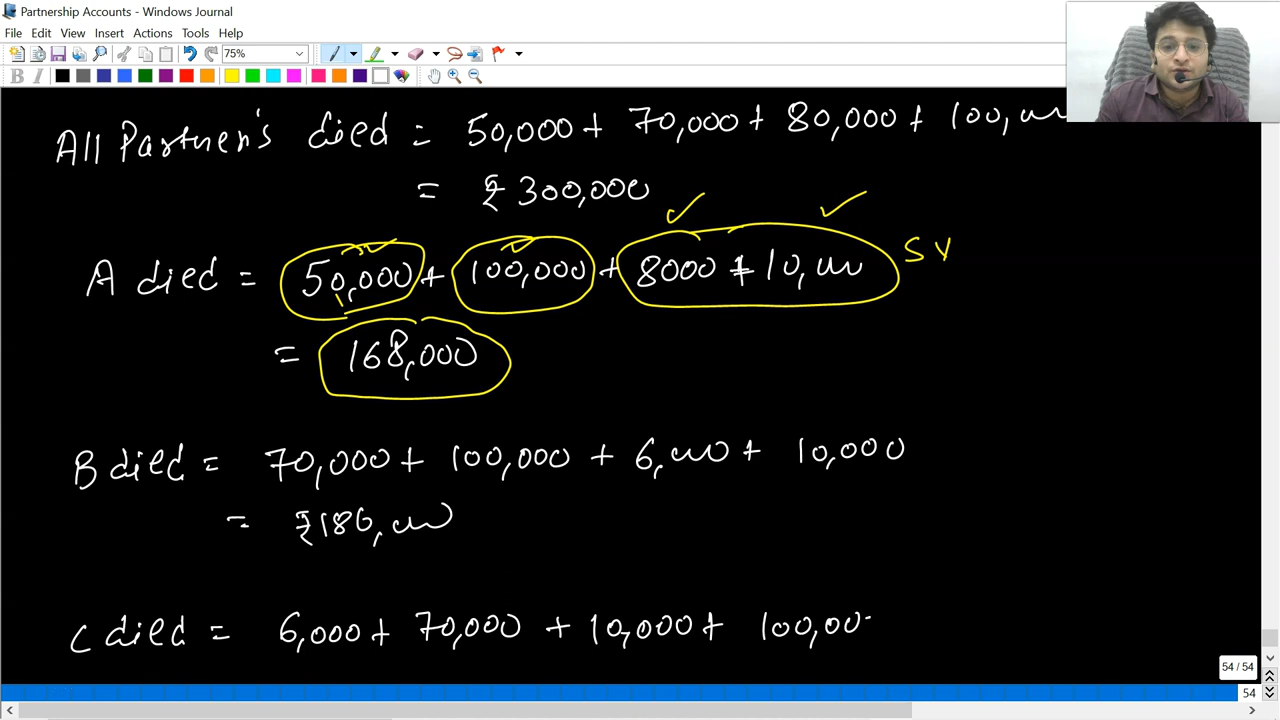 Partnership Accounts - Windows Journal
File Edit View Insert Actions Tools Help
75%
B I
All Partner's died = 50,000 + 70,000 + 80,000 + 100,
= ₹ 300,000
A died = 50,000 + 100,000 + 8000 + 10,000 SV
= 168,000
B died = 70,000 + 100,000 + 6,000 + 10,000
= ₹186,000
C died = 6,000 + 70,000 + 10,000 + 100,00
54 / 54
54